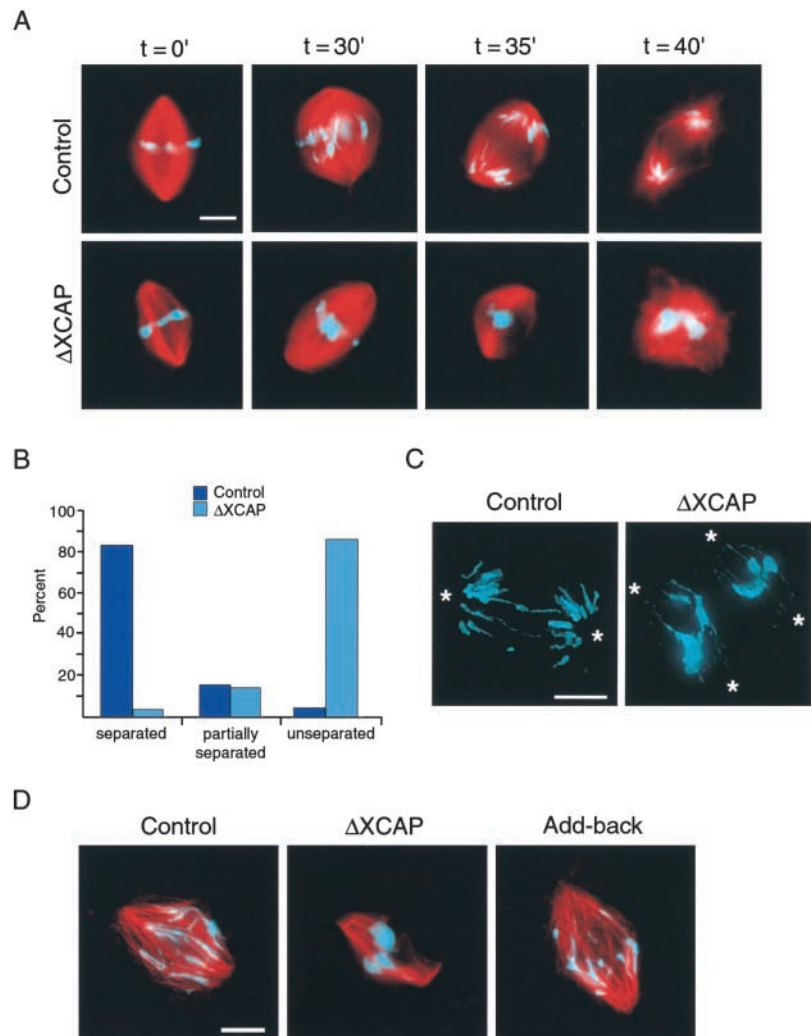 A
t = 0' t = 30' t = 35' t = 40'
Control
ΔXCAP
B
Control
ΔXCAP
Percent
100
80
60
40
20
separated partially separated unseparated
C
Control ΔXCAP
* * * * * *
D
Control ΔXCAP Add-back